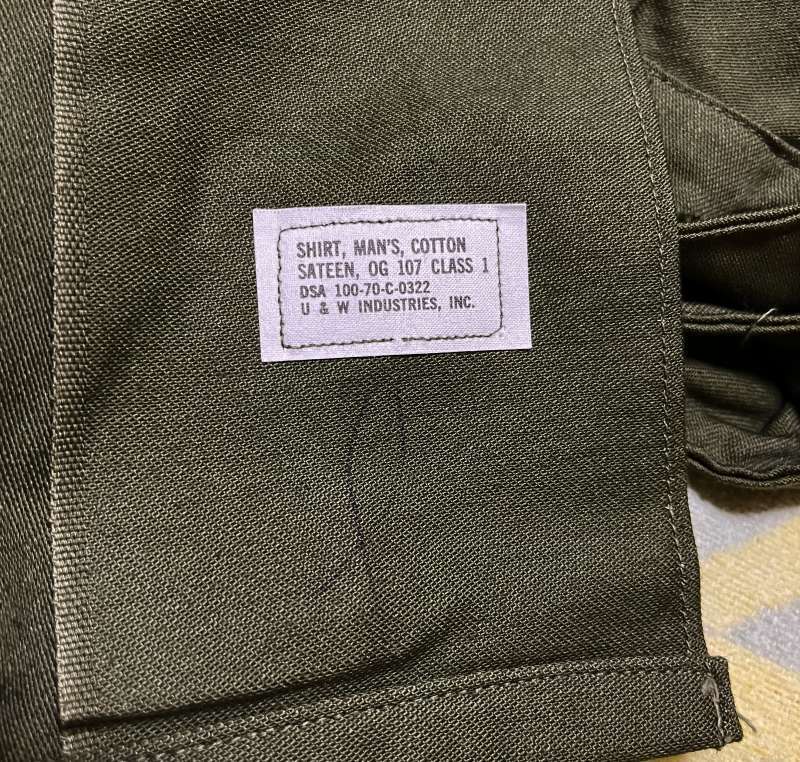 SHIRT, MAN'S, COTTON
SATEEN, OG 107 CLASS 1
DSA 100-70-C-0322
U & W INDUSTRIES, INC.